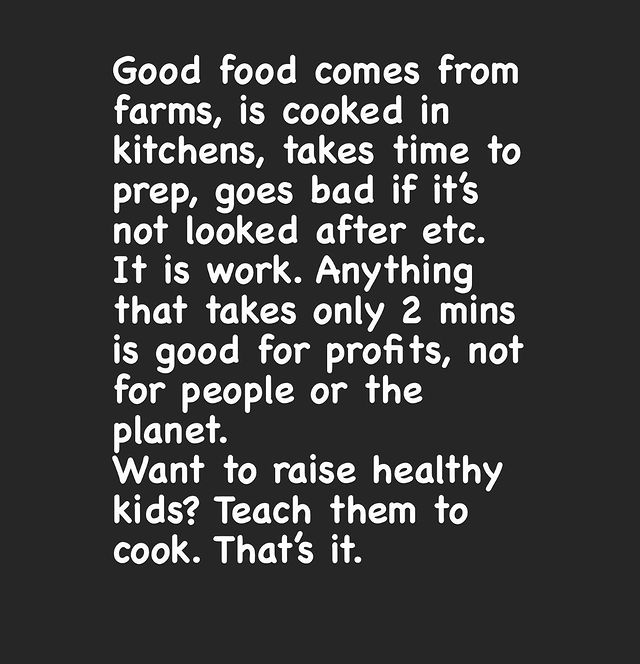 Good food comes from
farms, is cooked in
kitchens, takes time to
prep, goes bad if it's
not looked after etc.
It is work. Anything
that takes only 2 mins
is good for profits, not
for people or the
planet.
Want to raise healthy
kids? Teach them to
cook. That's it.